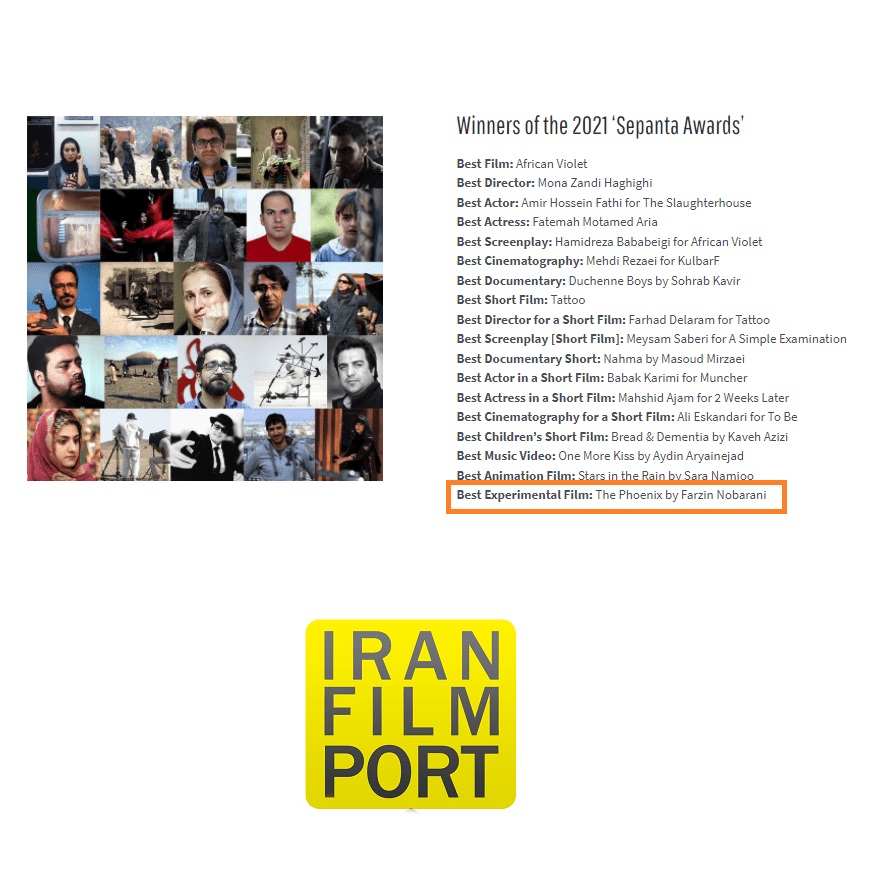 Winners of the 2021 ‘Sepanta Awards’
Best Film: African Violet
Best Director: Mona Zandi Haghighi
Best Actor: Amir Hossein Fathi for The Slaughterhouse
Best Actress: Fatemah Motamed Aria
Best Screenplay: Hamidreza Bababeigi for African Violet
Best Cinematography: Mehdi Rezaei for KulbarF
Best Documentary: Duchenne Boys by Sohrab Kavir
Best Short Film: Tattoo
Best Director for a Short Film: Farhad Delaram for Tattoo
Best Screenplay [Short Film]: Meysam Saberi for A Simple Examination
Best Documentary Short: Nahma by Masoud Mirzaei
Best Actor in a Short Film: Babak Karimi for Muncher
Best Actress in a Short Film: Mahshid Ajam for 2 Weeks Later
Best Cinematography for a Short Film: Ali Eskandari for To Be
Best Children’s Short Film: Bread & Dementia by Kaveh Azizi
Best Music Video: One More Kiss by Aydin Aryainejad
Best Animation Film: Stars in the Rain by Sara Namjoo
Best Experimental Film: The Phoenix by Farzin Nobarani
IRAN
FILM
PORT